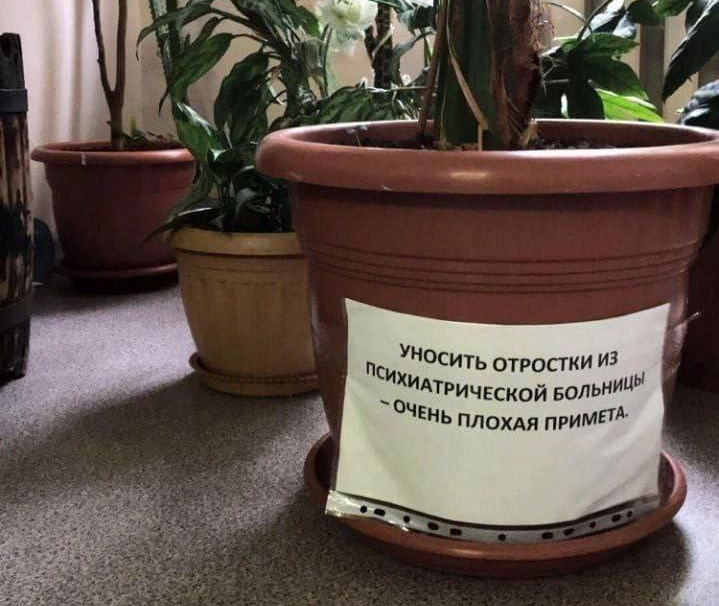 УНОСИТЬ ОТРОСТКИ ИЗ
ПСИХИАТРИЧЕСКОЙ БОЛЬНИЦЫ
– ОЧЕНЬ ПЛОХАЯ ПРИМЕТА.